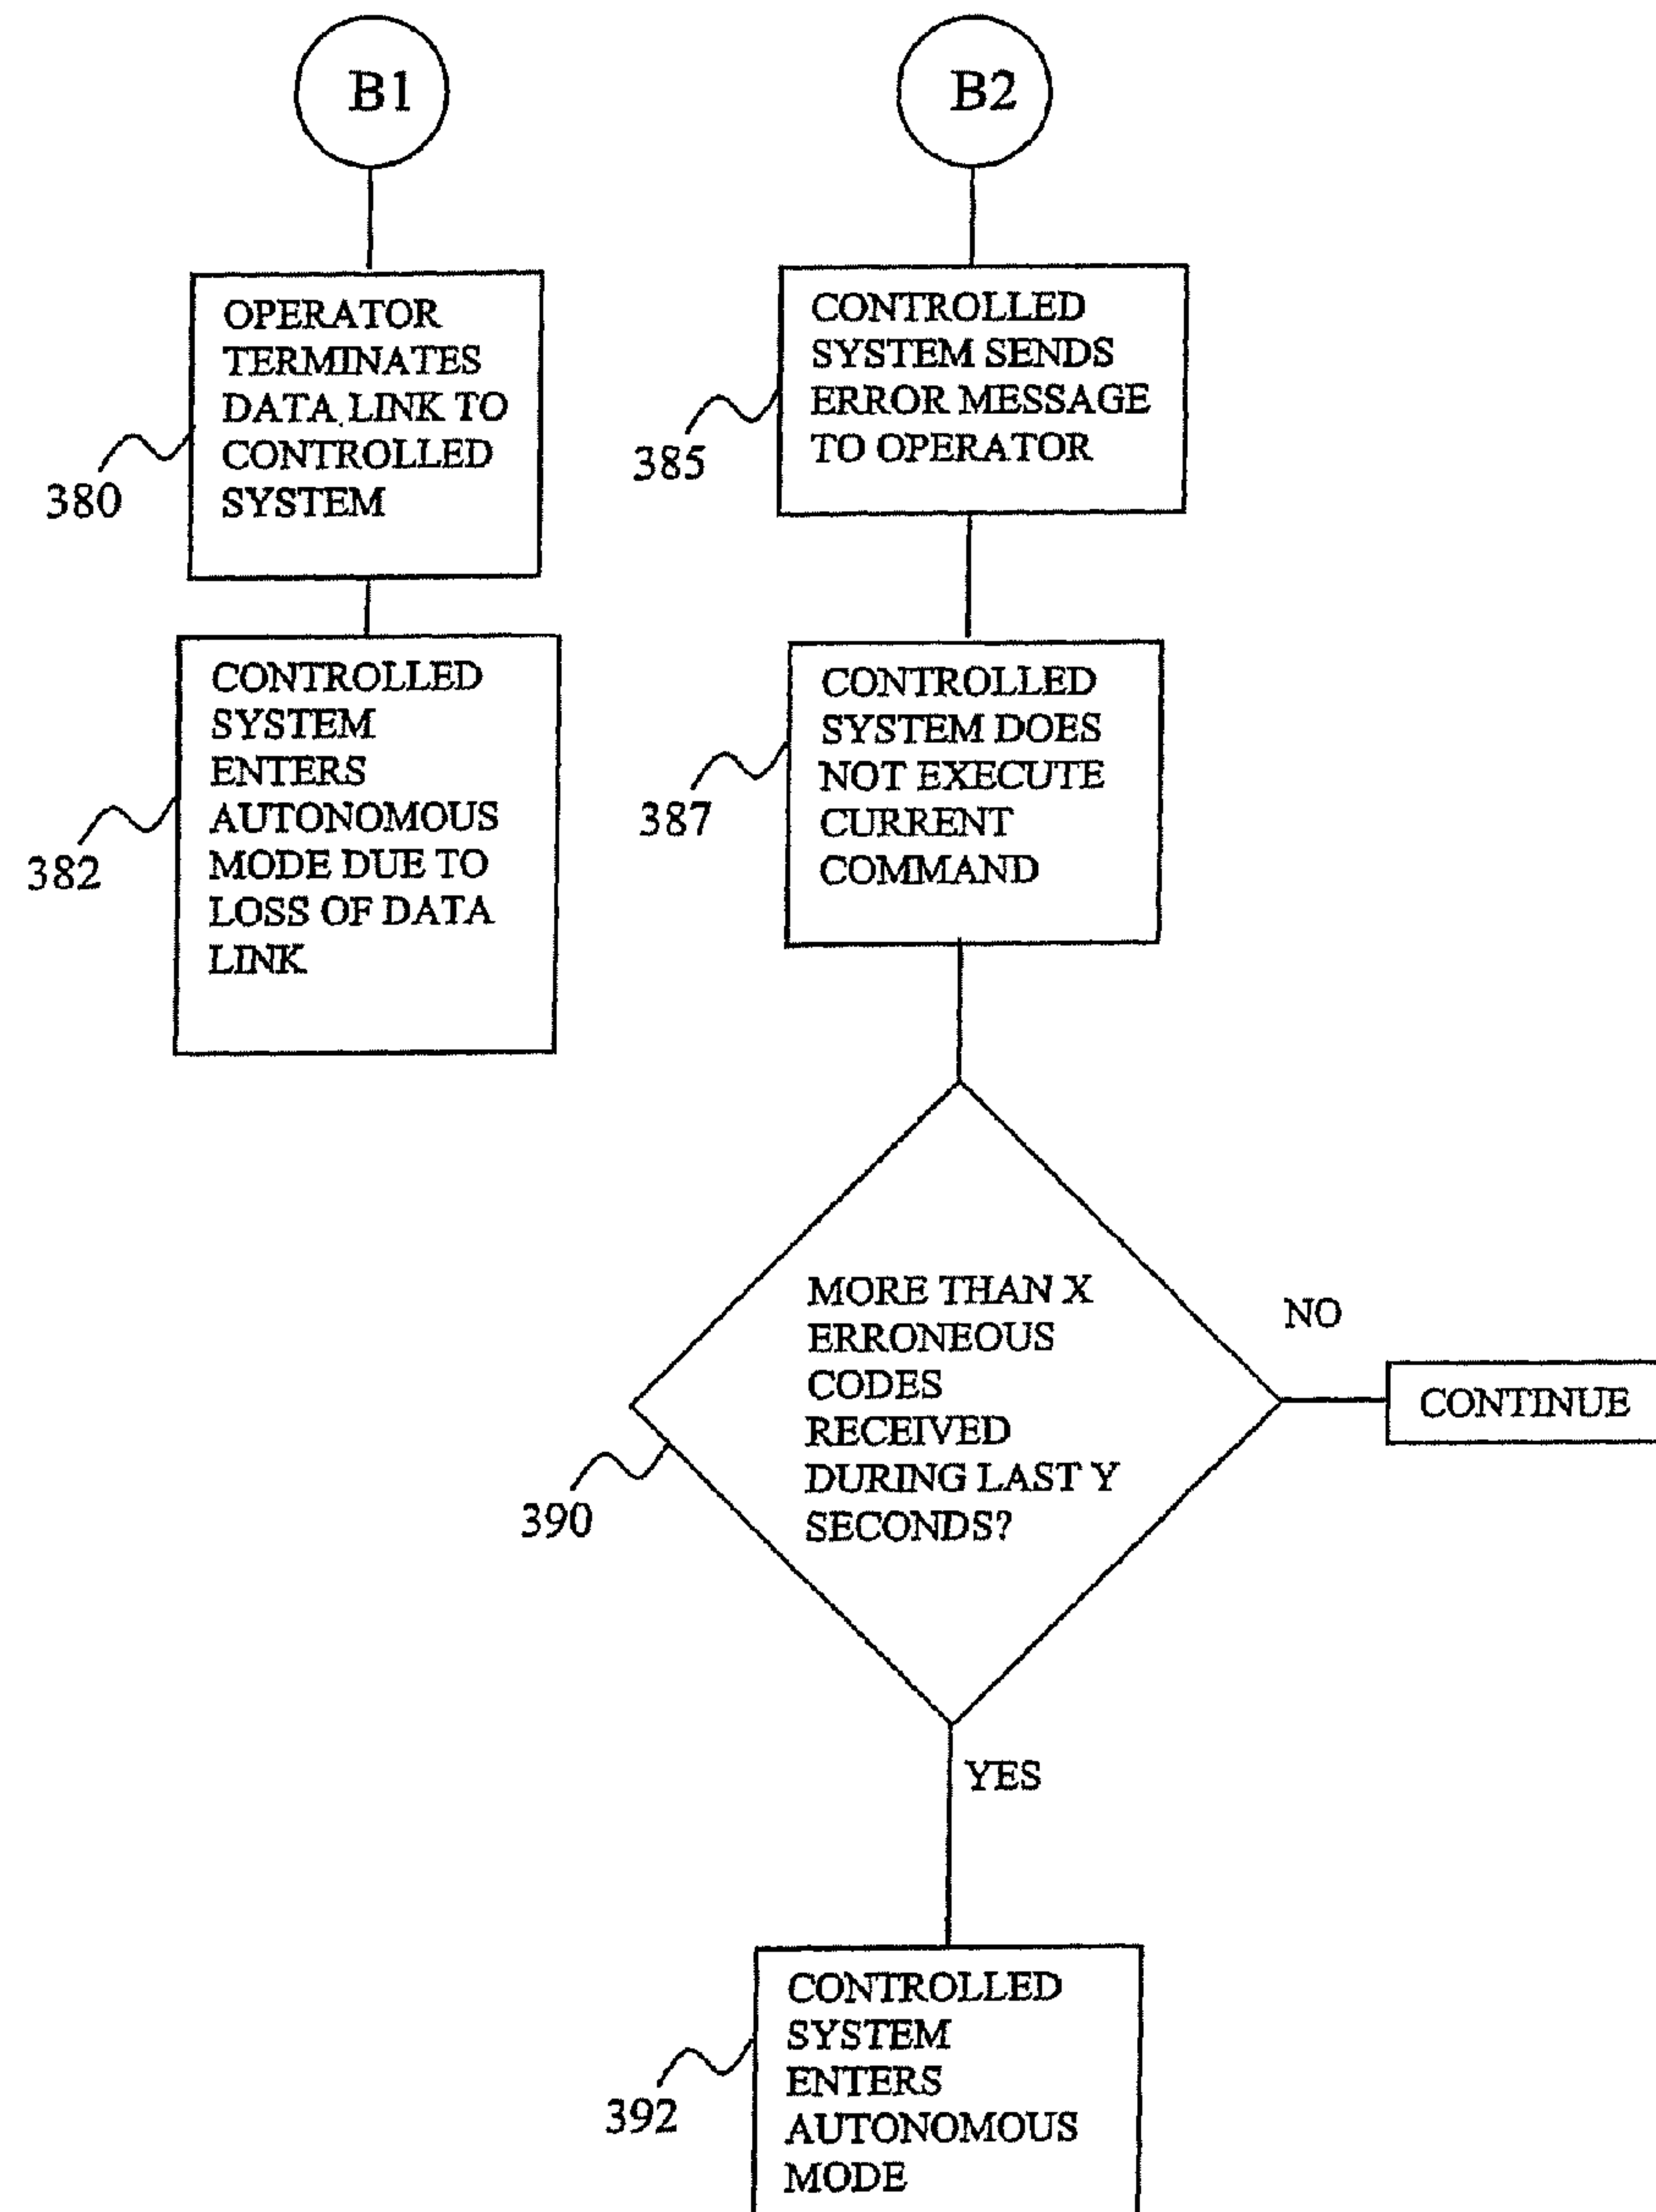 B1
OPERATOR
TERMINATES
DATA LINK TO
CONTROLLED
SYSTEM
380
CONTROLLED
SYSTEM
ENTERS
AUTONOMOUS
MODE DUE TO
LOSS OF DATA
LINK
382
B2
CONTROLLED
SYSTEM SENDS
ERROR MESSAGE
TO OPERATOR
385
CONTROLLED
SYSTEM DOES
NOT EXECUTE
CURRENT
COMMAND
387
MORE THAN X
ERRONEOUS
CODES
RECEIVED
DURING LAST Y
SECONDS?
390
NO
CONTINUE
YES
CONTROLLED
SYSTEM
ENTERS
AUTONOMOUS
MODE
392